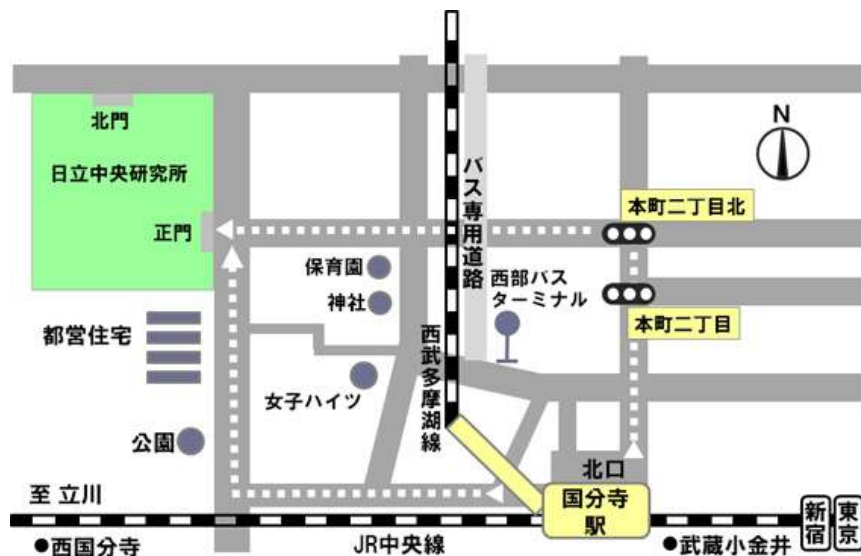 北門
日立中央研究所
正門
バス専用道路
N
本町二丁目北
保育園
神社
西部バス
ターミナル
本町二丁目
都営住宅
西武多摩湖線
女子ハイツ
公園
北口
至 立川
国分寺
駅
新宿
東京
●西国分寺
JR中央線
●武蔵小金井